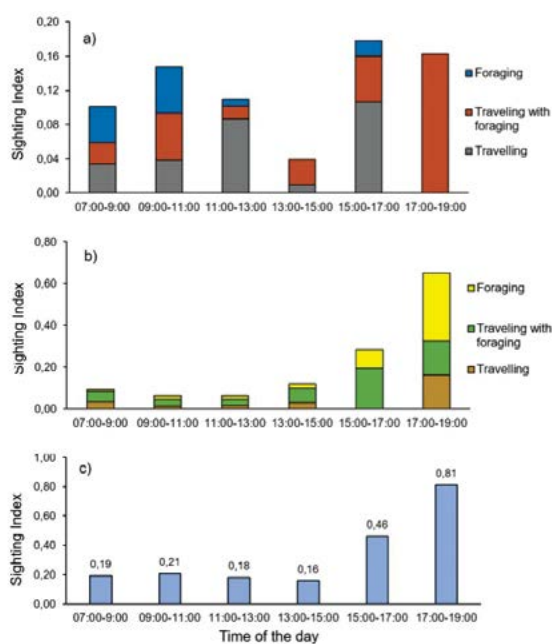 a)
Sighting Index
0,20
0,16
0,12
0,08
0,04
0,00
Foraging
Traveling with
foraging
Travelling
07:00-9:00 09:00-11:00 11:00-13:00 13:00-15:00 15:00-17:00 17:00-19:00
b)
Sighting Index
0,80
0,60
0,40
0,20
0,00
Foraging
Traveling with
foraging
Travelling
07:00-9:00 09:00-11:00 11:00-13:00 13:00-15:00 15:00-17:00 17:00-19:00
c)
Sighting Index
1,00
0,80
0,60
0,40
0,20
0,00
0,19 0,21 0,18 0,16 0,46 0,81
07:00-9:00 09:00-11:00 11:00-13:00 13:00-15:00 15:00-17:00 17:00-19:00
Time of the day